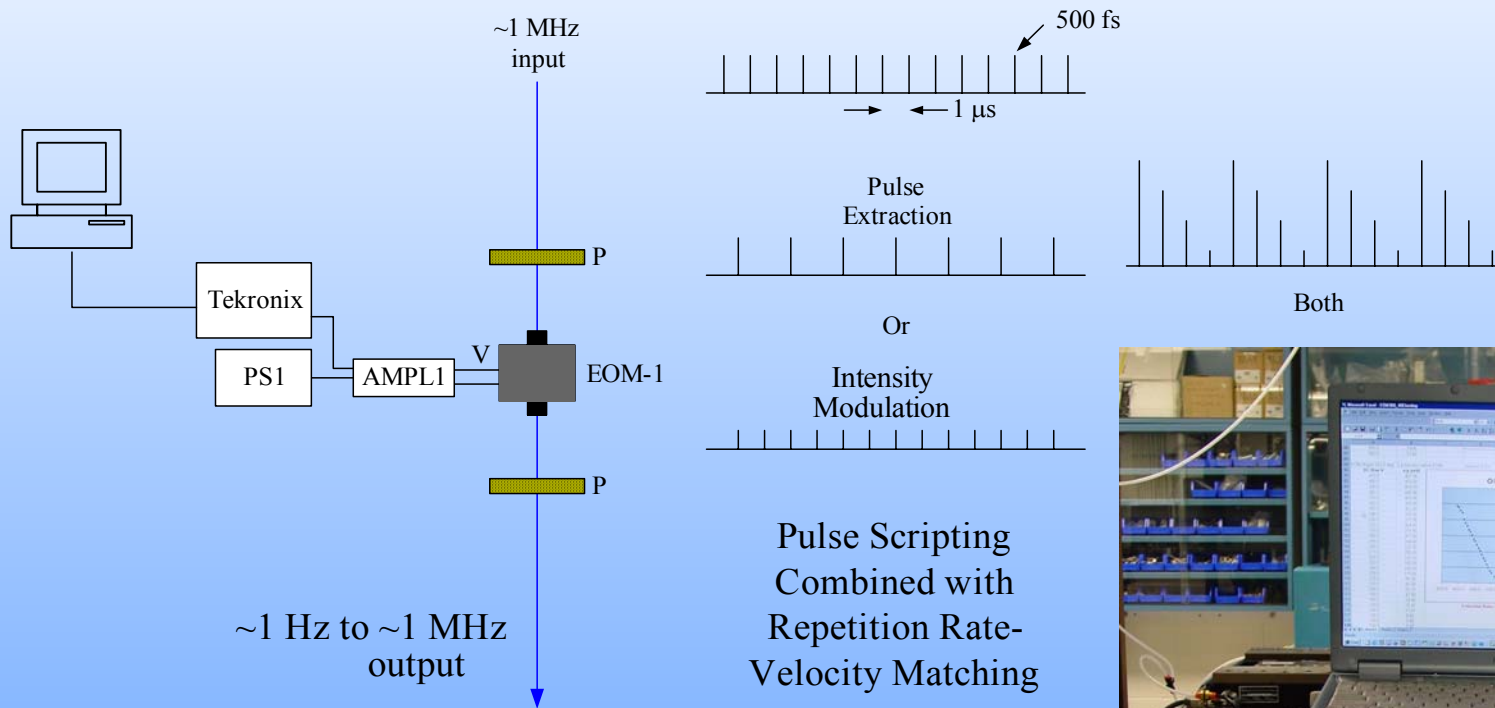 ~1 MHz
input
500 fs
1 μs
Pulse
Extraction
P
Tekronix
Both
Or
V
PS1
AMPL1
EOM-1
Intensity
Modulation
P
Pulse Scripting
Combined with
Repetition Rate-
Velocity Matching
~1 Hz to ~1 MHz
output